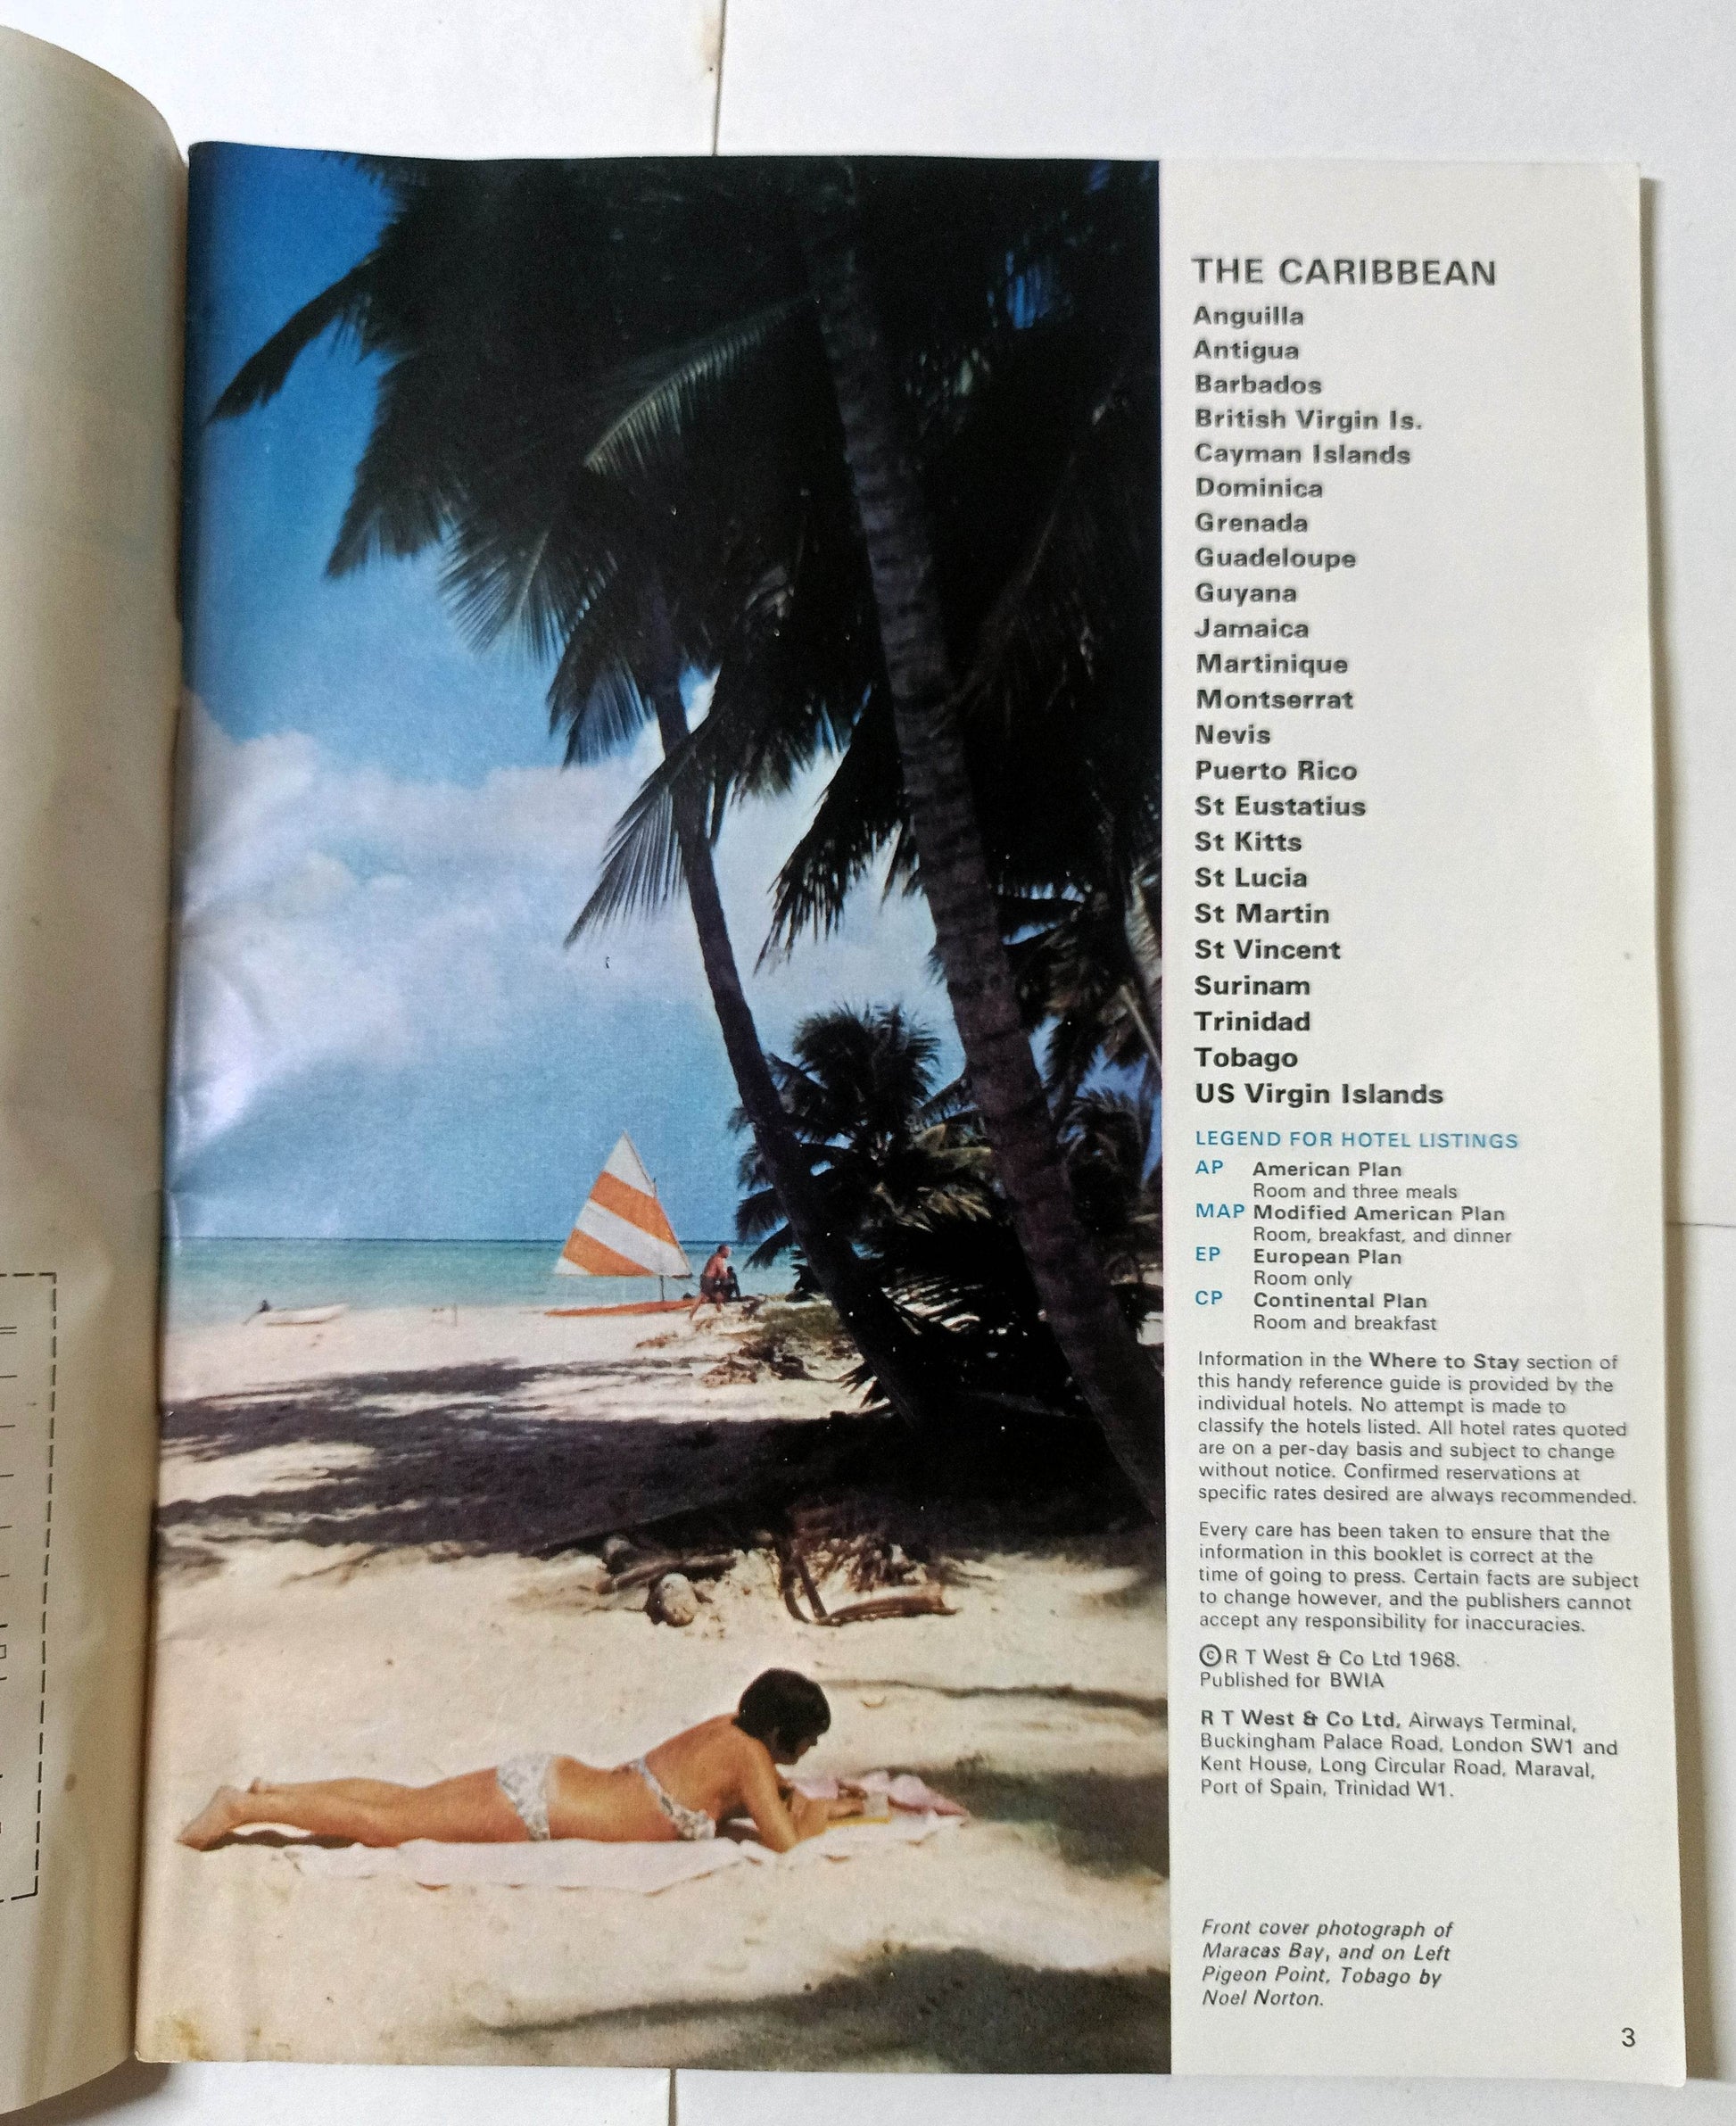 THE CARIBBEAN
Anguilla
Antigua
Barbados
British Virgin Is.
Cayman Islands
Dominica
Grenada
Guadeloupe
Guyana
Jamaica
Martinique
Montserrat
Nevis
Puerto Rico
St Eustatius
St Kitts
St Lucia
St Martin
St Vincent
Surinam
Trinidad
Tobago
US Virgin Islands
LEGEND FOR HOTEL LISTINGS
AP American Plan
Room and three meals
MAP Modified American Plan
Room, breakfast, and dinner
EP European Plan
Room only
CP Continental Plan
Room and breakfast
Information in the Where to Stay section of
this handy reference guide is provided by the
individual hotels. No attempt is made to
classify the hotels listed. All hotel rates quoted
are on a per-day basis and subject to change
without notice. Confirmed reservations at
specific rates desired are always recommended.
Every care has been taken to ensure that the
information in this booklet is correct at the
time of going to press. Certain facts are subject
to change however, and the publishers cannot
accept any responsibility for inaccuracies.
©R T West & Co Ltd 1968.
Published for BWIA
R T West & Co Ltd, Airways Terminal,
Buckingham Palace Road, London SW1 and
Kent House, Long Circular Road, Maraval,
Port of Spain, Trinidad W1.
Front cover photograph of
Maracas Bay, and on Left
Pigeon Point, Tobago by
Noel Norton.
3